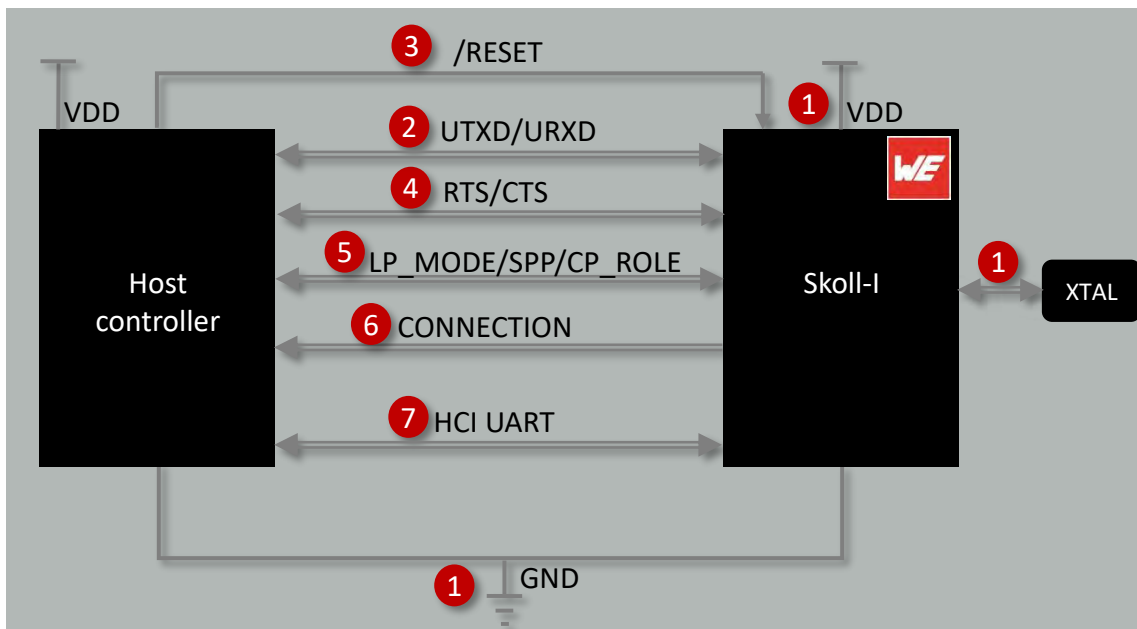 3 /RESET
VDD
1 VDD
2 UTXD/URXD
WE
4 RTS/CTS
5 LP_MODE/SPP/CP_ROLE
Host
controller
Skoll-I
1
XTAL
6 CONNECTION
7 HCI UART
1 GND